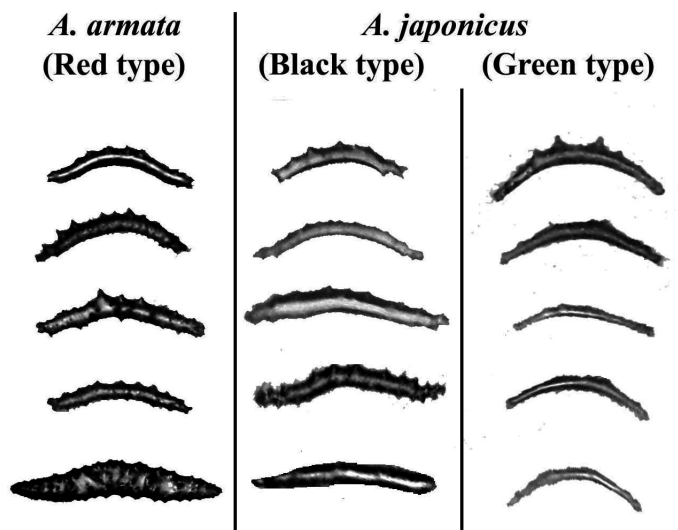 A. armata
(Red type)
A. japonicus
(Black type)
(Green type)